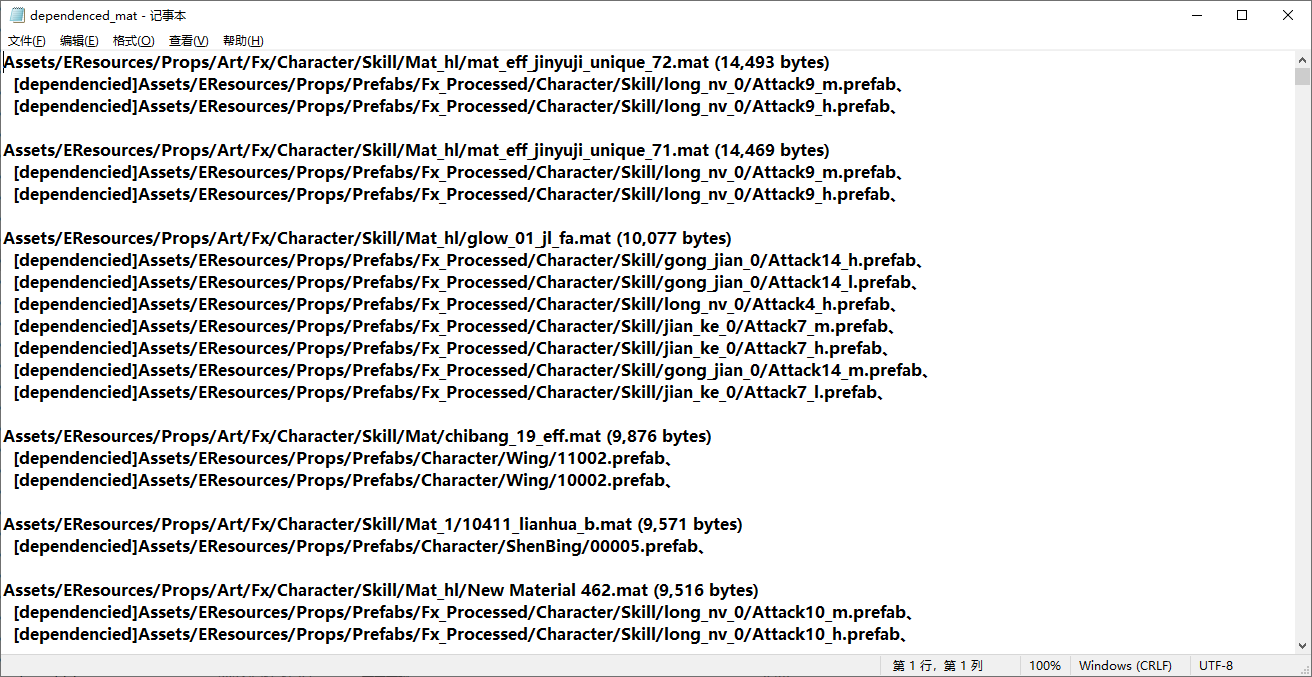 dependenced_mat - 记事本
文件(F) 编辑(E) 格式(O) 查看(V) 帮助(H)
Assets/EResources/Props/Art/Fx/Character/Skill/Mat_hl/mat_eff_jinyuji_unique_72.mat (14,493 bytes)
[dependencied]Assets/EResources/Props/Prefabs/Fx_Processed/Character/Skill/long_nv_0/Attack9_m.prefab、
[dependencied]Assets/EResources/Props/Prefabs/Fx_Processed/Character/Skill/long_nv_0/Attack9_h.prefab、
Assets/EResources/Props/Art/Fx/Character/Skill/Mat_hl/mat_eff_jinyuji_unique_71.mat (14,469 bytes)
[dependencied]Assets/EResources/Props/Prefabs/Fx_Processed/Character/Skill/long_nv_0/Attack9_m.prefab、
[dependencied]Assets/EResources/Props/Prefabs/Fx_Processed/Character/Skill/long_nv_0/Attack9_h.prefab、
Assets/EResources/Props/Art/Fx/Character/Skill/Mat_hl/glow_01_jl_fa.mat (10,077 bytes)
[dependencied]Assets/EResources/Props/Prefabs/Fx_Processed/Character/Skill/gong_jian_0/Attack14_h.prefab、
[dependencied]Assets/EResources/Props/Prefabs/Fx_Processed/Character/Skill/gong_jian_0/Attack14_l.prefab、
[dependencied]Assets/EResources/Props/Prefabs/Fx_Processed/Character/Skill/long_nv_0/Attack4_h.prefab、
[dependencied]Assets/EResources/Props/Prefabs/Fx_Processed/Character/Skill/jian_ke_0/Attack7_m.prefab、
[dependencied]Assets/EResources/Props/Prefabs/Fx_Processed/Character/Skill/jian_ke_0/Attack7_h.prefab、
[dependencied]Assets/EResources/Props/Prefabs/Fx_Processed/Character/Skill/gong_jian_0/Attack14_m.prefab、
[dependencied]Assets/EResources/Props/Prefabs/Fx_Processed/Character/Skill/jian_ke_0/Attack7_l.prefab、
Assets/EResources/Props/Art/Fx/Character/Skill/Mat/chibang_19_eff.mat (9,876 bytes)
[dependencied]Assets/EResources/Props/Prefabs/Character/Wing/11002.prefab、
[dependencied]Assets/EResources/Props/Prefabs/Character/Wing/10002.prefab、
Assets/EResources/Props/Art/Fx/Character/Skill/Mat_1/10411_lianhua_b.mat (9,571 bytes)
[dependencied]Assets/EResources/Props/Prefabs/Character/ShenBing/00005.prefab、
Assets/EResources/Props/Art/Fx/Character/Skill/Mat_hl/New Material 462.mat (9,516 bytes)
[dependencied]Assets/EResources/Props/Prefabs/Fx_Processed/Character/Skill/long_nv_0/Attack10_m.prefab、
[dependencied]Assets/EResources/Props/Prefabs/Fx_Processed/Character/Skill/long_nv_0/Attack10_h.prefab、
第 1 行，第 1 列 100% Windows (CRLF) UTF-8